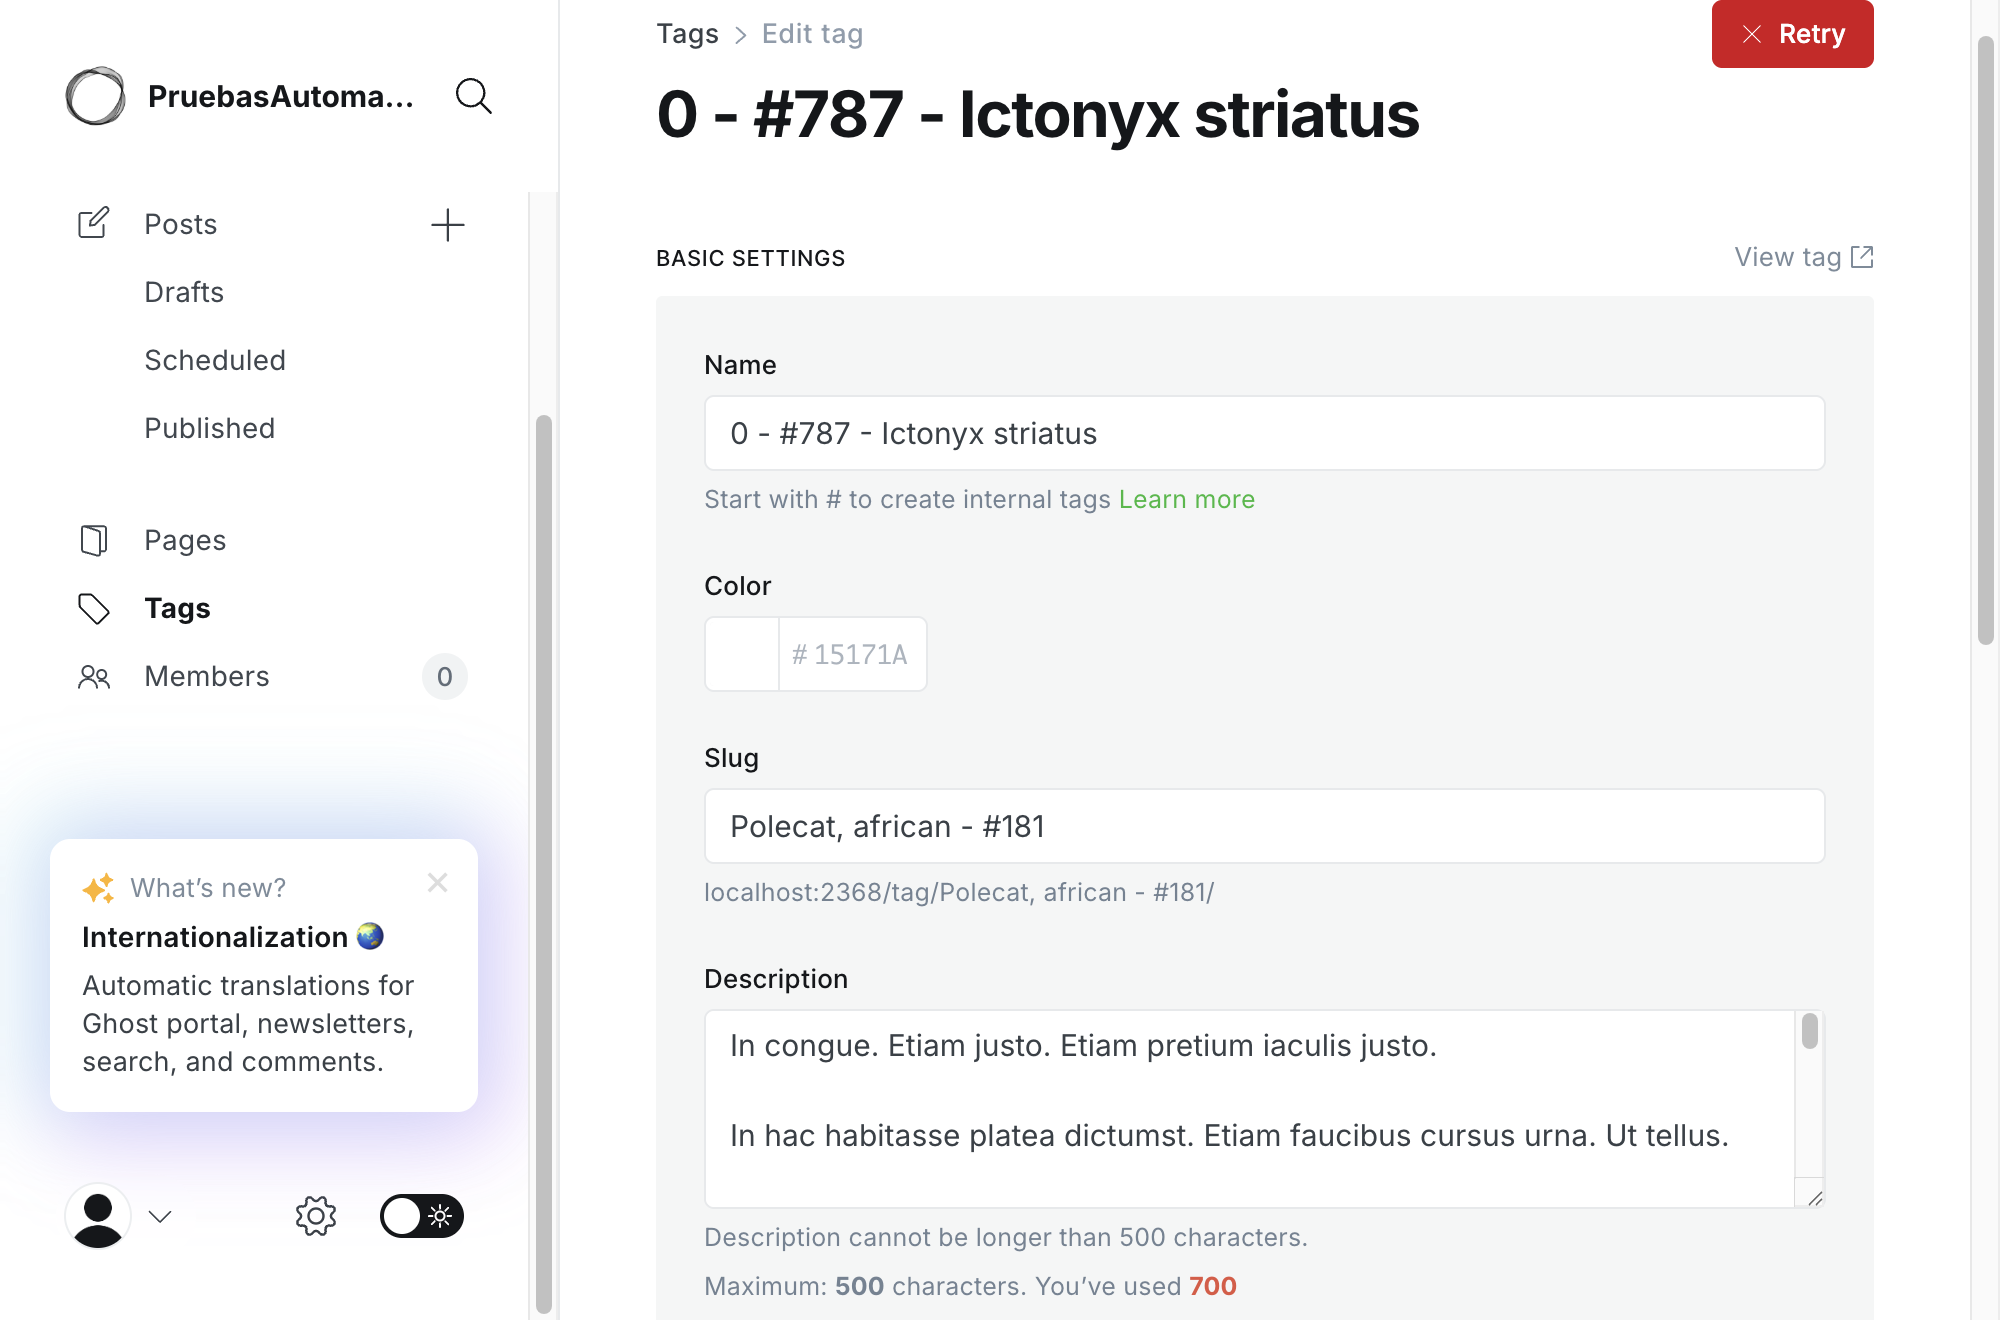 PruebasAutoma...
Posts
Drafts
Scheduled
Published
Pages
Tags
Members
0
What's new?
Internationalization
Automatic translations for
Ghost portal, newsletters,
search, and comments.
Tags > Edit tag
Retry
0 - #787 - Ictonyx striatus
BASIC SETTINGS
View tag
Name
0 - #787 - Ictonyx striatus
Start with # to create internal tags Learn more
Color
# 15171A
Slug
Polecat, african - #181
localhost:2368/tag/Polecat, african - #181/
Description
In congue. Etiam justo. Etiam pretium iaculis justo.
In hac habitasse platea dictumst. Etiam faucibus cursus urna. Ut tellus.
Description cannot be longer than 500 characters.
Maximum: 500 characters. You've used 700